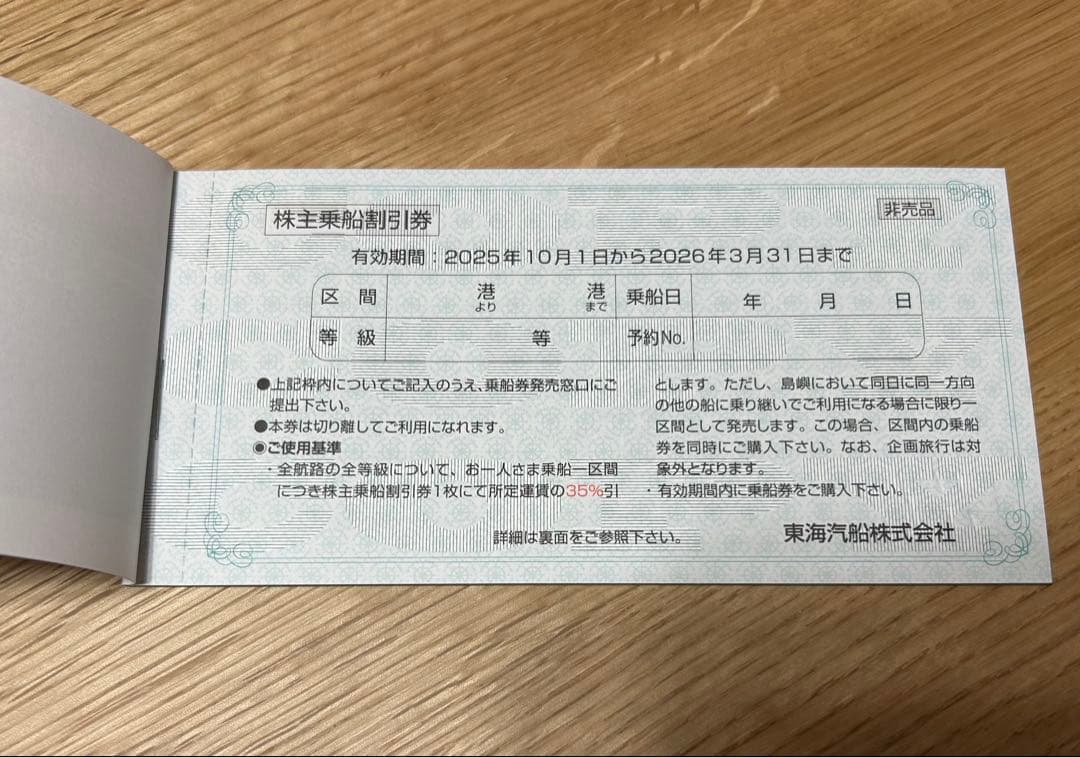 株主乗船割引券
非売品
有効期間：2025年10月1日から2026年3月31日まで
区間 港より 港まで 乗船日 年 月 日
等級 等 予約No.
●上記枠内についてご記入のうえ、乗船券発売窓口にご
提出下さい。
●本券は切り離してご利用になれます。
◉ご使用基準
・全航路の全等級について、お一人さま乗船一区間
につき株主乗船割引券1枚にて所定運賃の35%引
とします。ただし、島嶼において同日に同一方向
の他の船に乗り継いでご利用になる場合に限り一
区間として発売します。この場合、区間内の乗船
券を同時にご購入下さい。なお、企画旅行は対
象外となります。
・有効期間内に乗船券をご購入下さい。
詳細は裏面をご参照下さい。
東海汽船株式会社